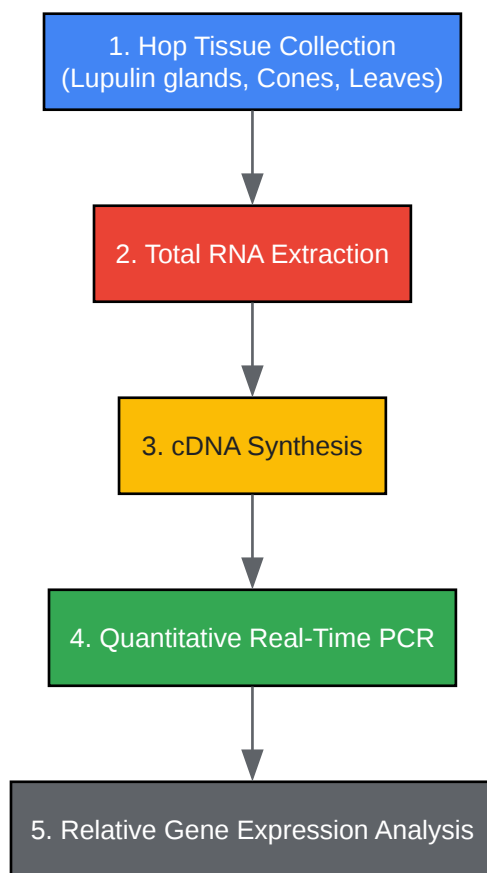 1. Hop Tissue Collection
(Lupulin glands, Cones, Leaves)
2. Total RNA Extraction
3. cDNA Synthesis
4. Quantitative Real-Time PCR
5. Relative Gene Expression Analysis